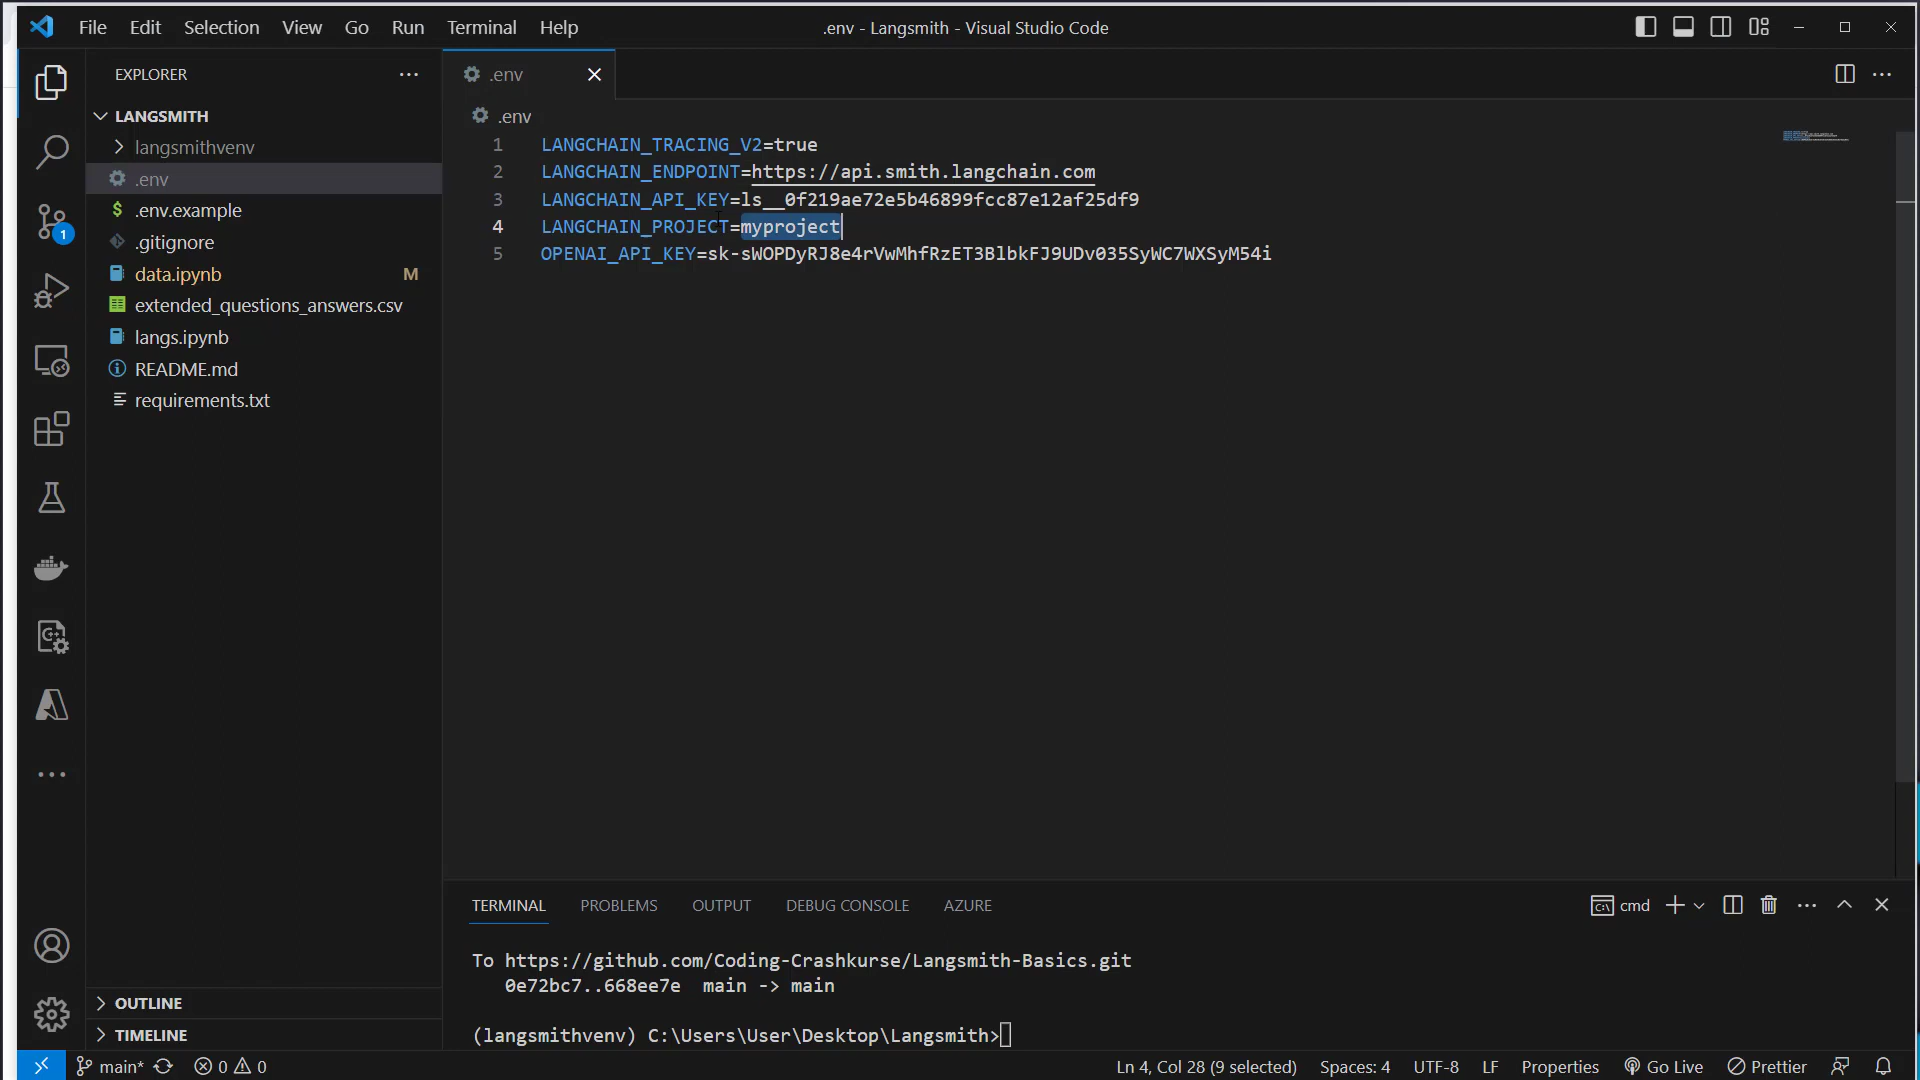 File Edit Selection View Go Run Terminal Help
.env - Langsmith - Visual Studio Code
EXPLORER
LANGSMITH
langsmithvenv
.env
.env.example
.gitignore
data.ipynb M
extended_questions_answers.csv
langs.ipynb
README.md
requirements.txt
OUTLINE
TIMELINE
1
.env
.env
1 LANGCHAIN_TRACING_V2=true
2 LANGCHAIN_ENDPOINT=https://api.smith.langchain.com
3 LANGCHAIN_API_KEY=ls__0f219ae72e5b46899fcc87e12af25df9
4 LANGCHAIN_PROJECT=myproject
5 OPENAI_API_KEY=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
TERMINAL PROBLEMS OUTPUT DEBUG CONSOLE AZURE
cmd
To https://github.com/Coding-Crashkurse/Langsmith-Basics.git
0e72bc7..668ee7e main -> main
(langsmithvenv) C:\Users\User\Desktop\Langsmith>
main* 0 0
Ln 4, Col 28 (9 selected) Spaces: 4 UTF-8 LF Properties Go Live Prettier